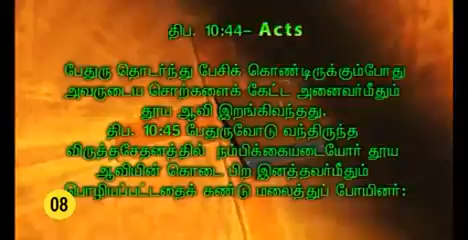 திப. 10:44- Acts
பேதுரு தொடர்ந்து பேசிக் கொண்டிருக்கும்போது
அவருடைய சொற்களைக் கேட்ட அனைவர்மீதும்
தூய ஆவி இறங்கிவந்தது.
திப. 10:45 பேதுருவோடு வந்திருந்த
விருத்தசேதனத்தில் நம்பிக்கையடையோர் தூய
ஆவியின் கொடை பிற இனத்தவர்மீதும்
பொழியப்பட்டதைக் கண்டு மலைத்துப் போயினர்:
08